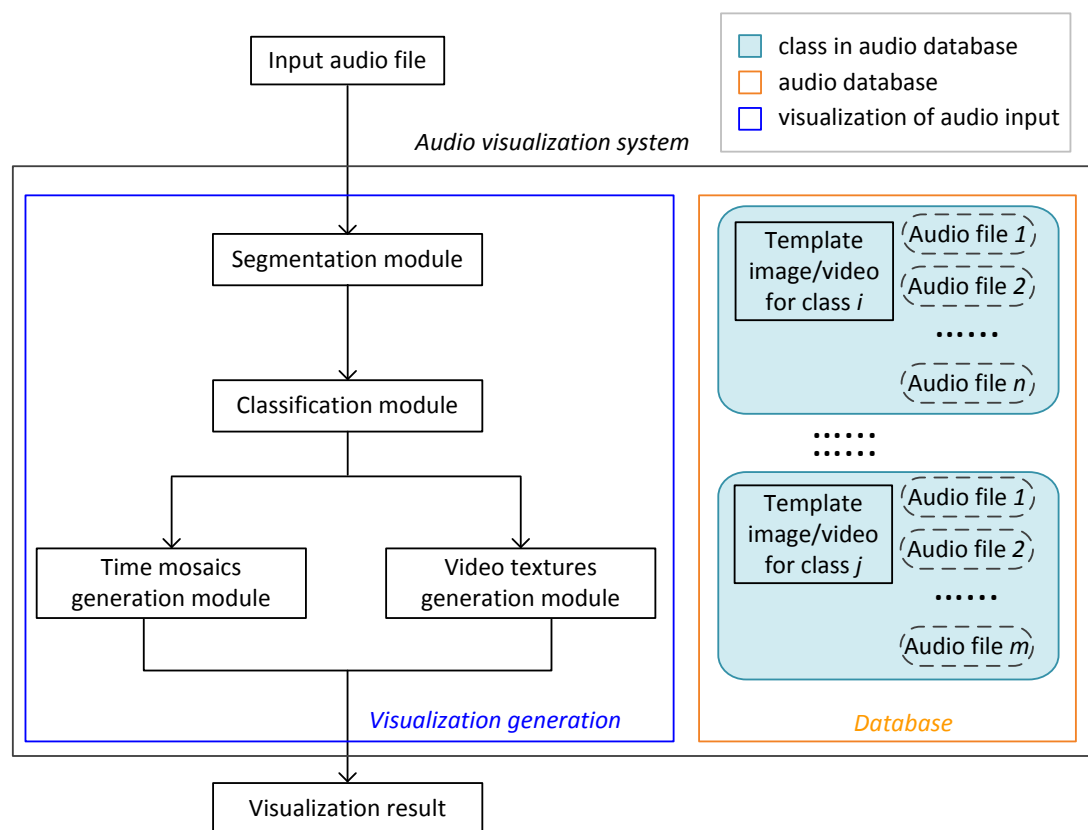 Input audio file
class in audio database
audio database
visualization of audio input
Audio visualization system
Segmentation module
Classification module
Time mosaics
generation module
Video textures
generation module
Visualization generation
Template
image/video
for class i
Audio file 1
Audio file 2
......
Audio file n
......
......
Template
image/video
for class j
Audio file 1
Audio file 2
......
Audio file m
Database
Visualization result